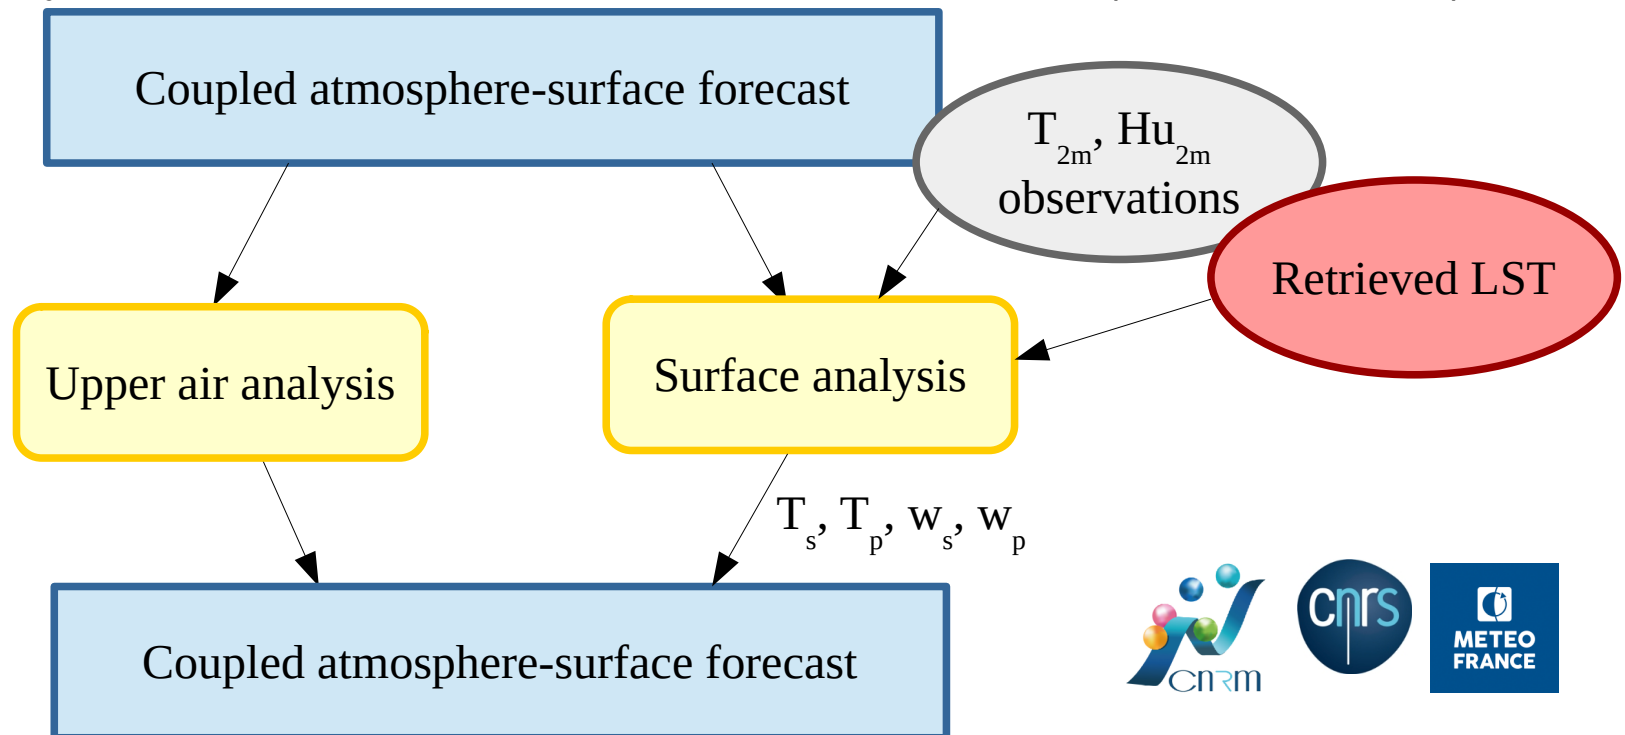 Coupled atmosphere-surface forecast
T2m, Hu2m
observations
Retrieved LST
Upper air analysis
Surface analysis
Ts, Tp, ws, wp
Coupled atmosphere-surface forecast
CNRM
cnrs
METEO
FRANCE